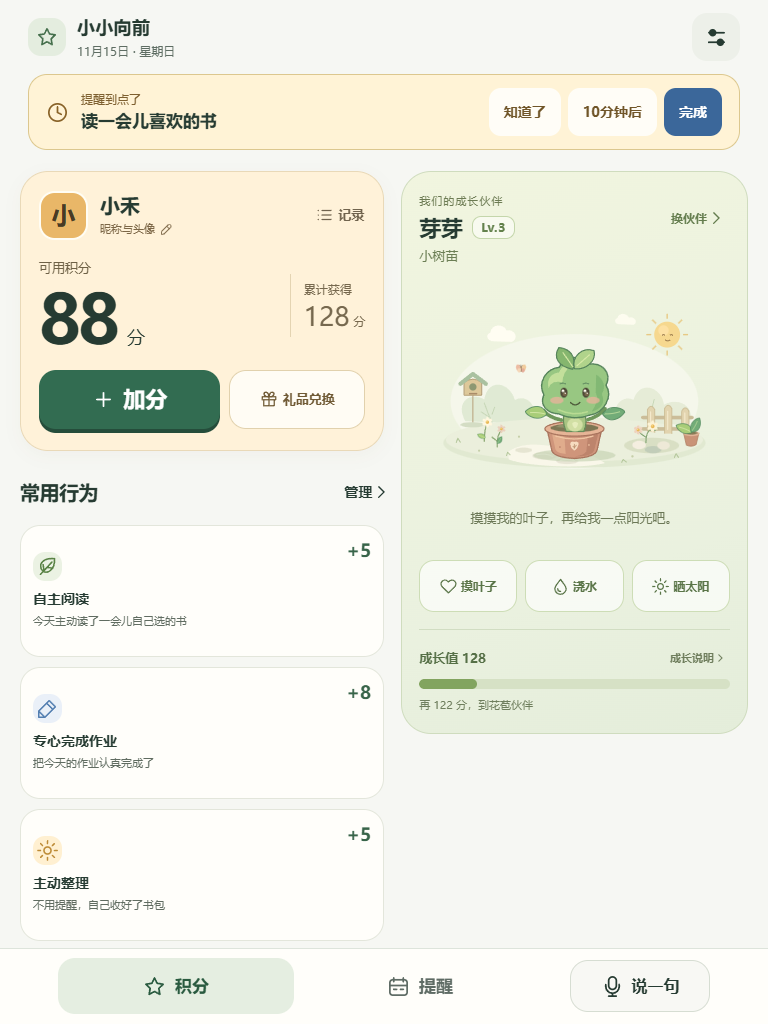 小小向前
11月15日 · 星期日
提醒到点了
读一会儿喜欢的书
知道了
10分钟后
完成
小
小禾
昵称与头像
记录
可用积分
88 分
累计获得
128 分
加分
礼品兑换
我们的成长伙伴
芽芽 Lv.3
小树苗
换伙伴
摸摸我的叶子，再给我一点阳光吧。
摸叶子
浇水
晒太阳
成长值 128
成长说明
再 122 分，到花苞伙伴
常用行为
管理
+5
自主阅读
今天主动读了一会儿自己选的书
+8
专心完成作业
把今天的作业认真完成了
+5
主动整理
不用提醒，自己收好了书包
积分
提醒
说一句